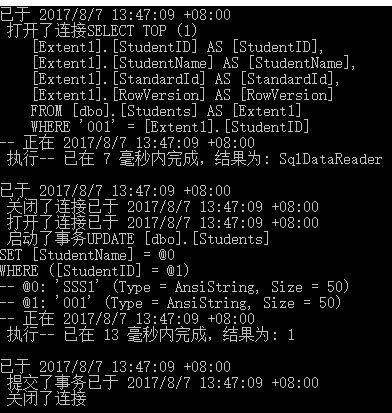 已于 2017/8/7 13:47:09 +08:00
打开了连接SELECT TOP (1)
[Extent1].[StudentID] AS [StudentID],
[Extent1].[StudentName] AS [StudentName],
[Extent1].[StandardId] AS [StandardId],
[Extent1].[RowVersion] AS [RowVersion]
FROM [dbo].[Students] AS [Extent1]
WHERE '001' = [Extent1].[StudentID]
-- 正在 2017/8/7 13:47:09 +08:00
执行-- 已在 7 毫秒内完成，结果为: SqlDataReader

已于 2017/8/7 13:47:09 +08:00
关闭了连接已于 2017/8/7 13:47:09 +08:00
打开了连接已于 2017/8/7 13:47:09 +08:00
启动了事务UPDATE [dbo].[Students]
SET [StudentName] = @0
WHERE ([StudentID] = @1)
-- @0: 'SSS1' (Type = AnsiString, Size = 50)
-- @1: '001' (Type = AnsiString, Size = 50)
-- 正在 2017/8/7 13:47:09 +08:00
执行-- 已在 13 毫秒内完成，结果为: 1

已于 2017/8/7 13:47:09 +08:00
提交了事务已于 2017/8/7 13:47:09 +08:00
关闭了连接